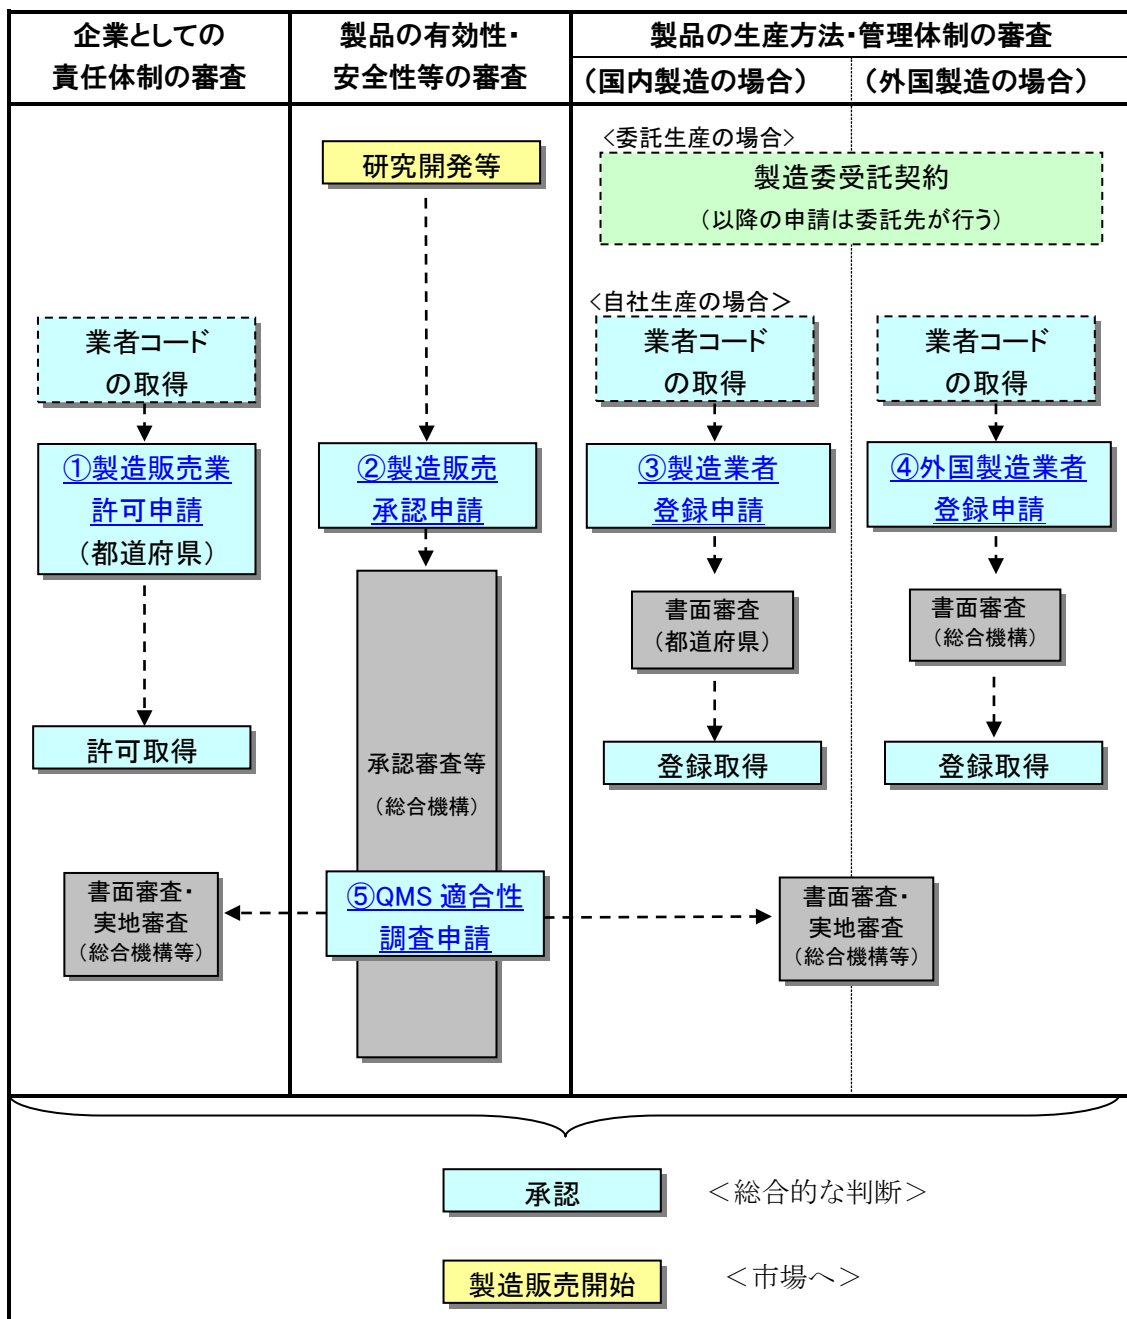 企業としての
責任体制の審査
製品の有効性・
安全性等の審査
製品の生産方法・管理体制の審査
（国内製造の場合）
（外国製造の場合）
<委託生産の場合>
製造委受託契約
（以降の申請は委託先が行う）
研究開発等
<自社生産の場合＞
業者コード
の取得
業者コード
の取得
業者コード
の取得
①製造販売業
許可申請
（都道府県）
②製造販売
承認申請
③製造業者
登録申請
④外国製造業者
登録申請
書面審査
（都道府県）
書面審査
（総合機構）
許可取得
承認審査等
（総合機構）
登録取得
登録取得
書面審査・
実地審査
（総合機構等）
⑤QMS 適合性
調査申請
書面審査・
実地審査
（総合機構等）
承認
＜総合的な判断＞
製造販売開始
＜市場へ＞